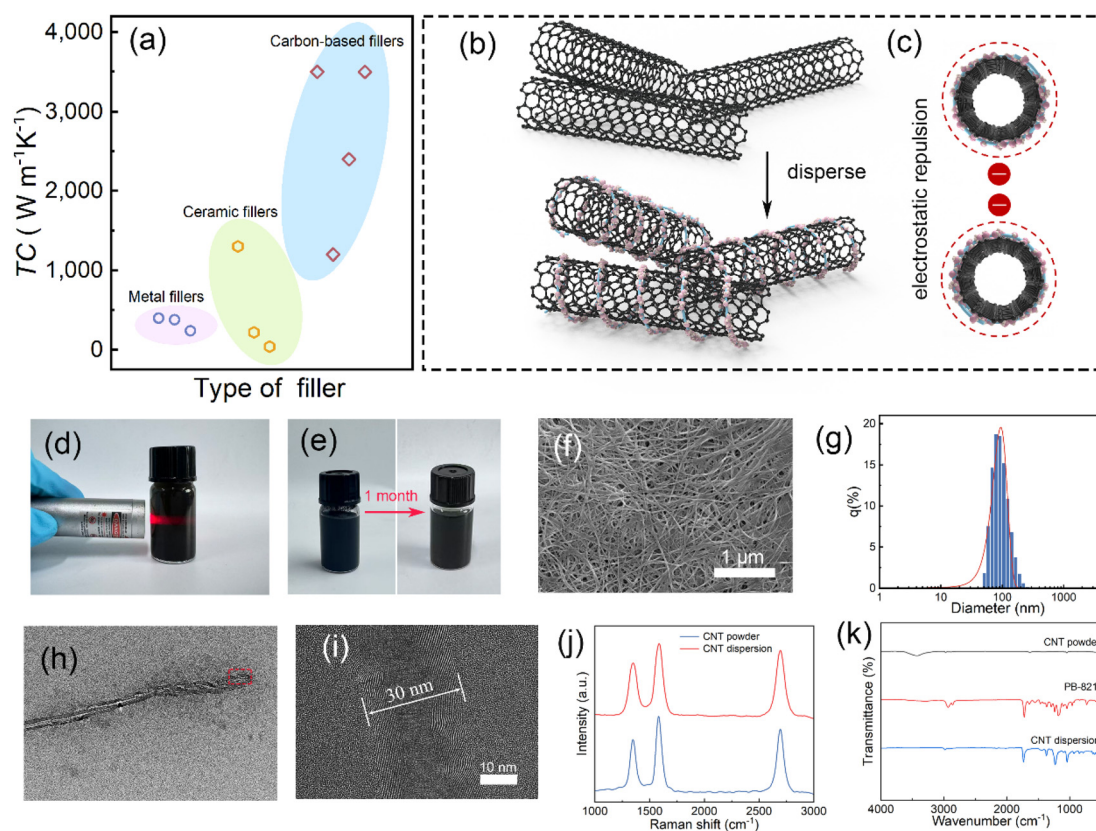 (a)
Carbon-based fillers
Ceramic fillers
Metal fillers
TC ( W m⁻¹K⁻¹)
4,000
3,000
2,000
1,000
0
Type of filler
(b)
disperse
(c)
electrostatic repulsion
(d)
(e)
1 month
(f)
1 μm
(g)
q(%)
20
15
10
5
0
1 10 100 1000
Diameter (nm)
(h)
(i)
30 nm
10 nm
(j)
CNT powder
CNT dispersion
Intensity (a.u.)
1000 1500 2000 2500 3000
Raman shift (cm⁻¹)
(k)
CNT powder
PB-821
CNT dispersion
Transmittance (%)
4000 3000 2000 1000
Wavenumber (cm⁻¹)